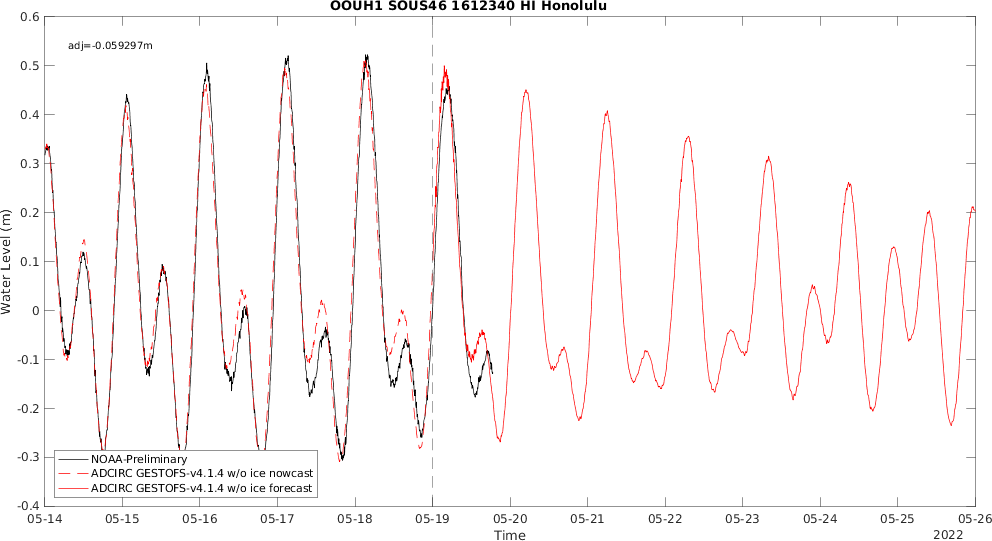 OOUH1 SOUS46 1612340 HI Honolulu
0.6
adj=-0.059297m
0.5
0.4
0.3
0.2
0.1
0
-0.1
-0.2
-0.3
-0.4
Water Level (m)
NOAA-Preliminary
ADCIRC GESTOFS-v4.1.4 w/o ice nowcast
ADCIRC GESTOFS-v4.1.4 w/o ice forecast
05-14 05-15 05-16 05-17 05-18 05-19 05-20 05-21 05-22 05-23 05-24 05-25 05-26
Time
2022